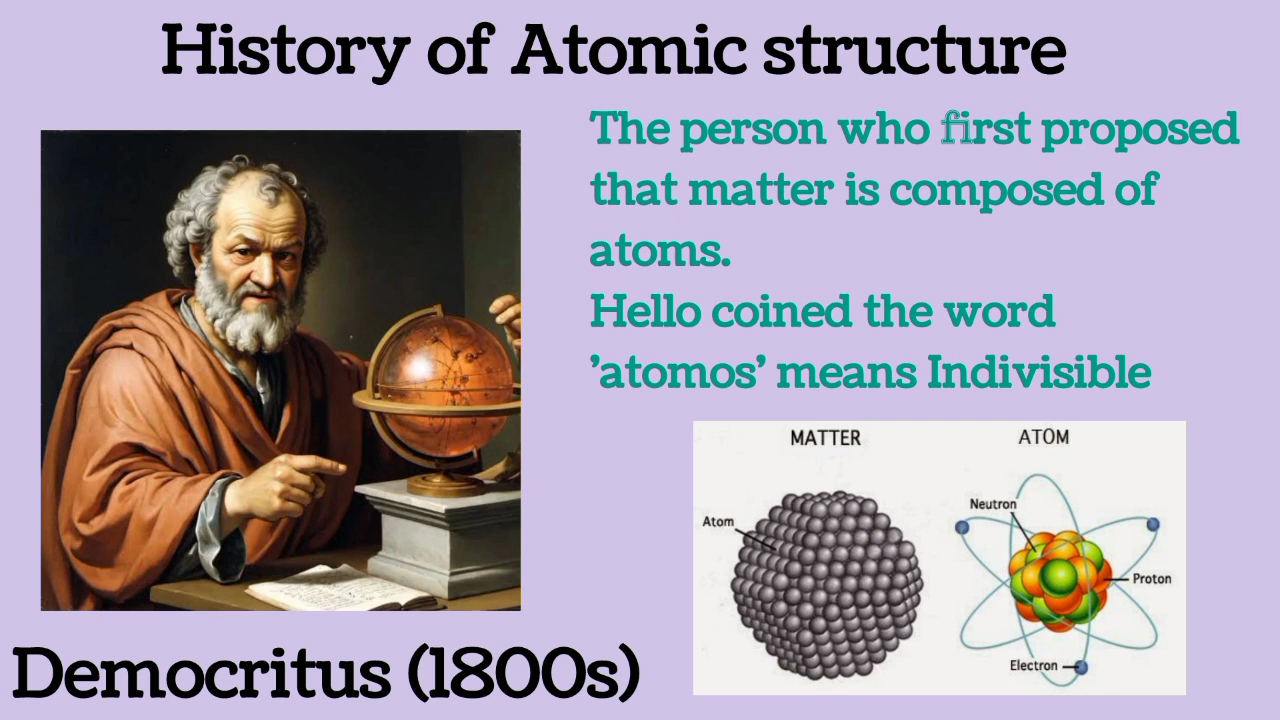 History of Atomic structure
The person who first proposed
that matter is composed of
atoms.
Hello coined the word
’atomos’ means Indivisible
MATTER
ATOM
Atom
Neutron
Proton
Electron
Democritus (1800s)